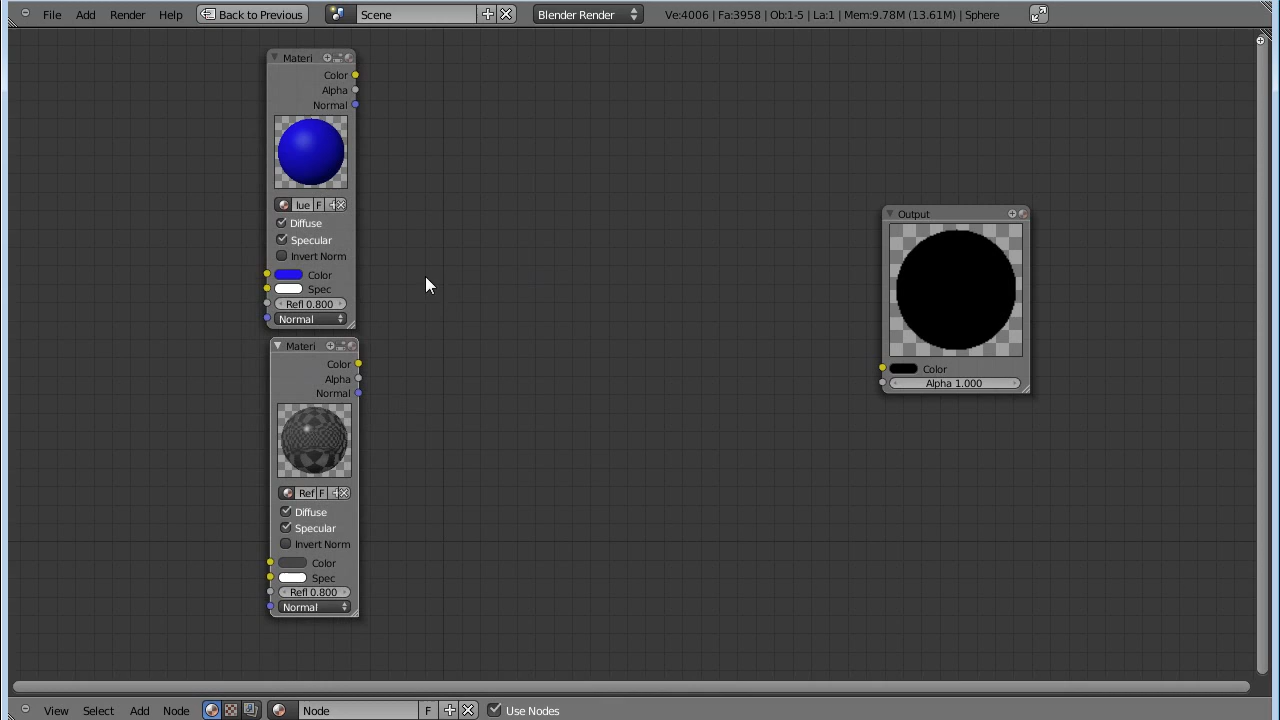 File Add Render Help Back to Previous Scene Blender Render Ve:4006 | Fa:3958 | Ob:1-5 | La:1 | Mem:9.78M (13.61M) | Sphere
Materi
Color
Alpha
Normal
lue F
Diffuse
Specular
Invert Norm
Color
Spec
Refl 0.800
Normal
Materi
Color
Alpha
Normal
Ref F
Diffuse
Specular
Invert Norm
Color
Spec
Refl 0.800
Normal
Output
Color
Alpha 1.000
View Select Add Node Node F Use Nodes